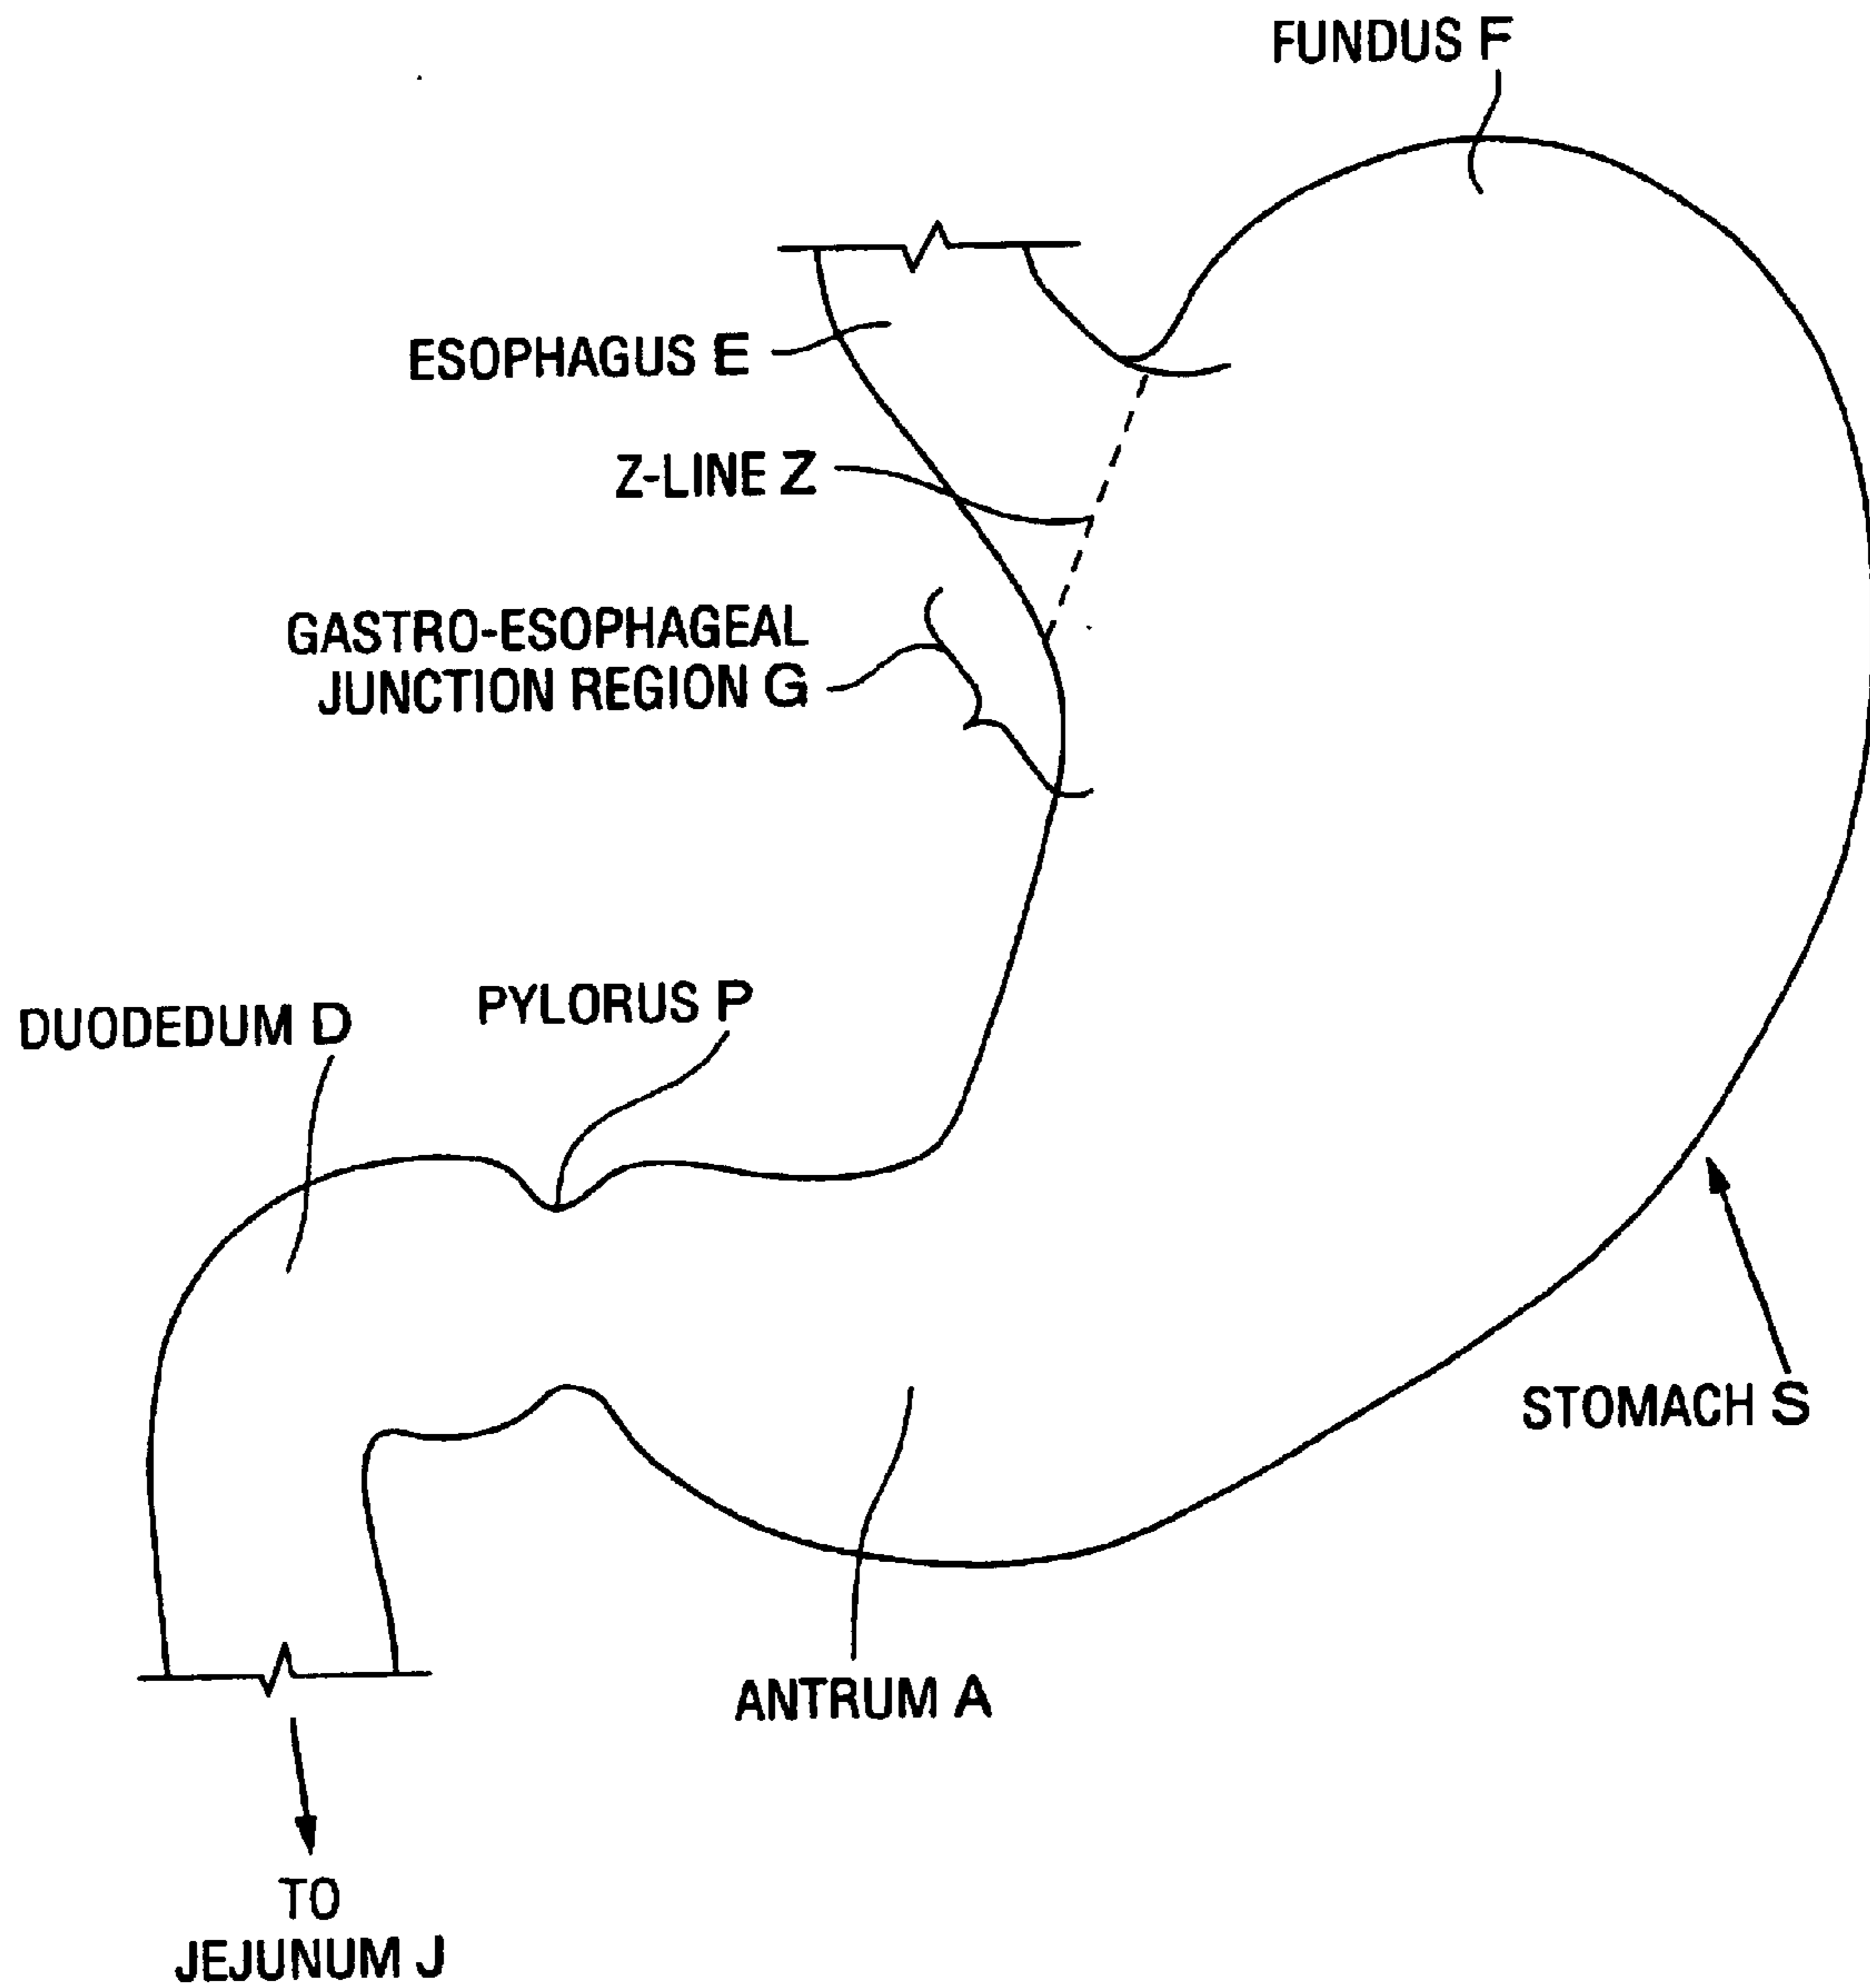 FUNDUS F
ESOPHAGUS E
Z-LINE Z
GASTRO-ESOPHAGEAL
JUNCTION REGION G
PYLORUS P
DUODEDUM D
STOMACH S
ANTRUM A
TO
JEJUNUM J